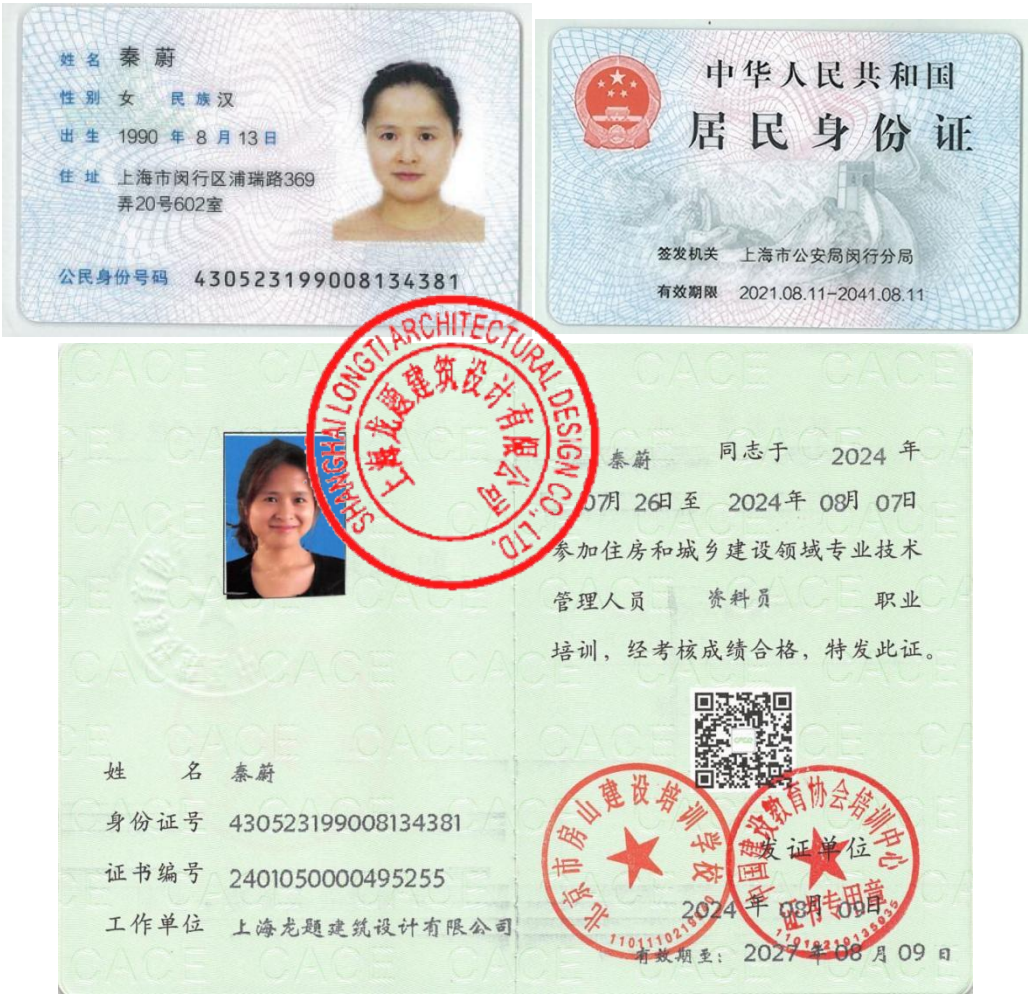 姓名 秦蔚
性别 女 民族 汉
出生 1990 年 8 月 13 日
住址 上海市闵行区浦瑞路369
弄20号602室
公民身份号码 430523199008134381
中华人民共和国
居民身份证
签发机关 上海市公安局闵行分局
有效期限 2021.08.11-2041.08.11
SHANGHAI LONGTI ARCHITECTURAL DESIGN CO., LTD.
上海龙题建筑设计有限公司
秦蔚 同志于 2024 年
07月 26日至 2024年 08月 07日
参加住房和城乡建设领域专业技术
管理人员 资料员 职业
培训，经考核成绩合格，特发此证。
姓 名 秦蔚
身份证号 430523199008134381
证书编号 2401050000495255
工作单位 上海龙题建筑设计有限公司
北京市房山建设培训学校
中国建设教育协会培训中心
证书专用章
发证单位
2024 年 08月 09日
有效期至： 2027 年 08 月 09 日
CACE